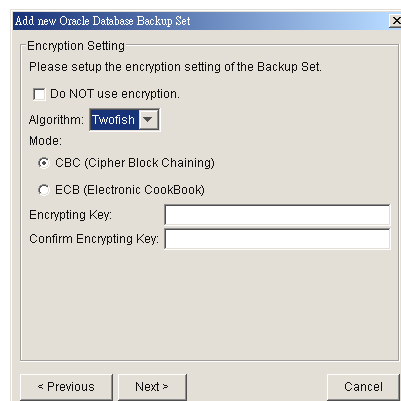 Add new Oracle Database Backup Set
Encryption Setting
Please setup the encryption setting of the Backup Set.
Do NOT use encryption.
Algorithm: Twofish
Mode:
CBC (Cipher Block Chaining)
ECB (Electronic CookBook)
Encrypting Key:
Confirm Encrypting Key:
< Previous Next > Cancel